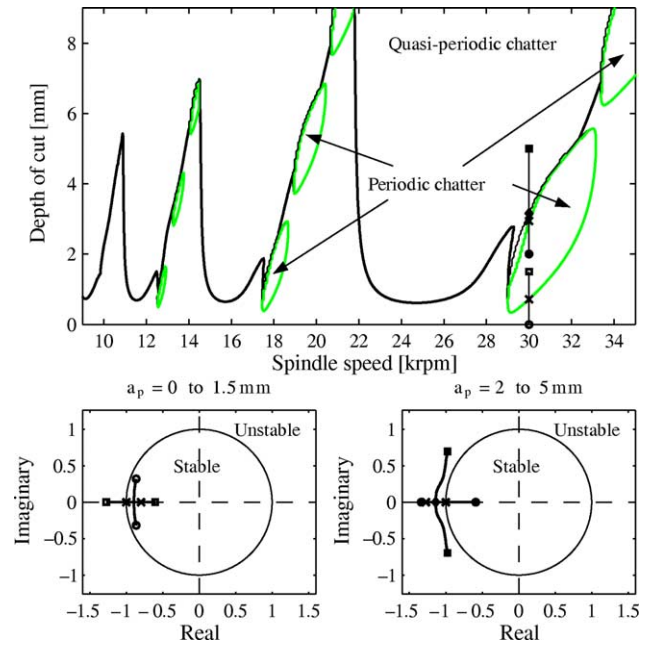 Depth of cut [mm]
8
6
4
2
0
Quasi-periodic chatter
Periodic chatter
10 12 14 16 18 20 22 24 26 28 30 32 34
Spindle speed [krpm]
a_p = 0 to 1.5 mm
Imaginary
1
0.5
0
−0.5
−1
Unstable
Stable
−1.5 −1 −0.5 0 0.5 1 1.5
Real
a_p = 2 to 5 mm
Imaginary
1
0.5
0
−0.5
−1
Unstable
Stable
−1.5 −1 −0.5 0 0.5 1 1.5
Real